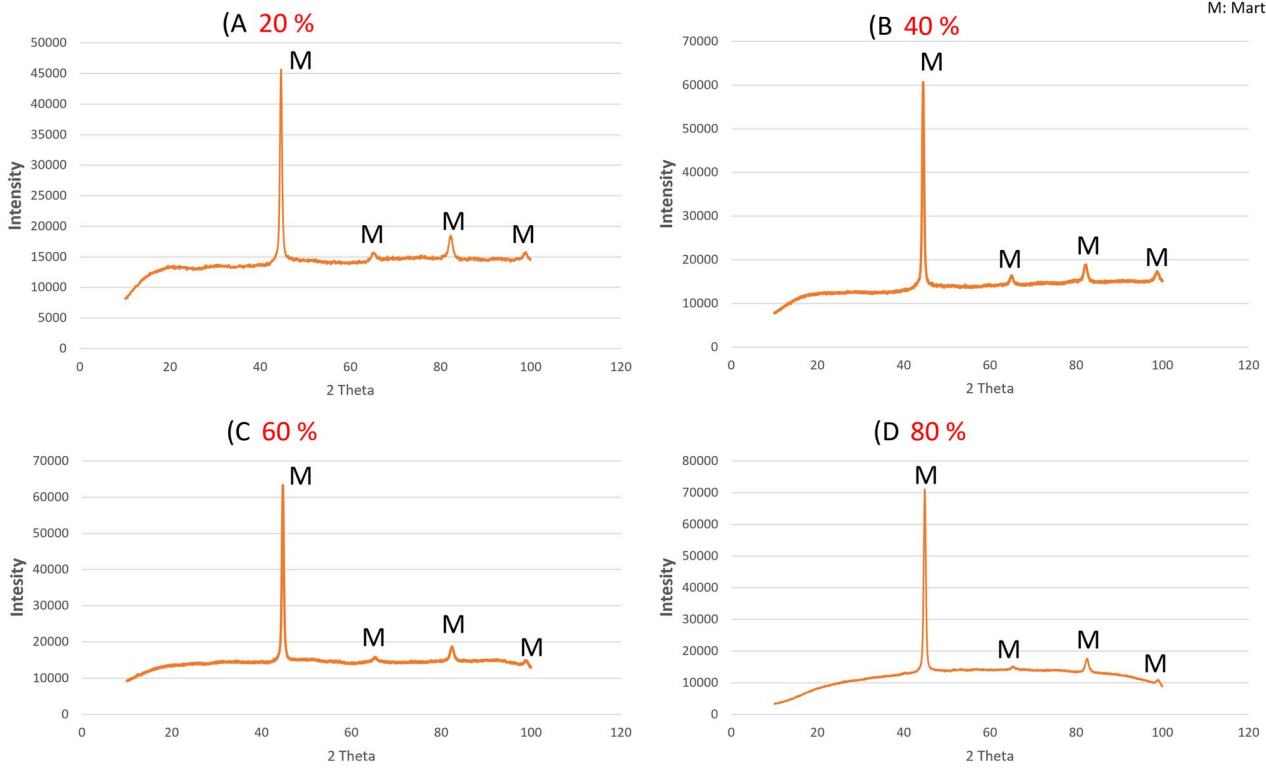 M: Mart
(A 20 %
50000
45000
40000
35000
30000
25000
20000
15000
10000
5000
0
Intensity
M
M
M
M
0 20 40 60 80 100 120
2 Theta
(B 40 %
70000
60000
50000
40000
30000
20000
10000
0
Intensity
M
M
M
M
0 20 40 60 80 100 120
2 Theta
(C 60 %
70000
60000
50000
40000
30000
20000
10000
0
Intesity
M
M
M
M
0 20 40 60 80 100 120
2 Theta
(D 80 %
80000
70000
60000
50000
40000
30000
20000
10000
0
Intesity
M
M
M
M
0 20 40 60 80 100 120
2 Theta